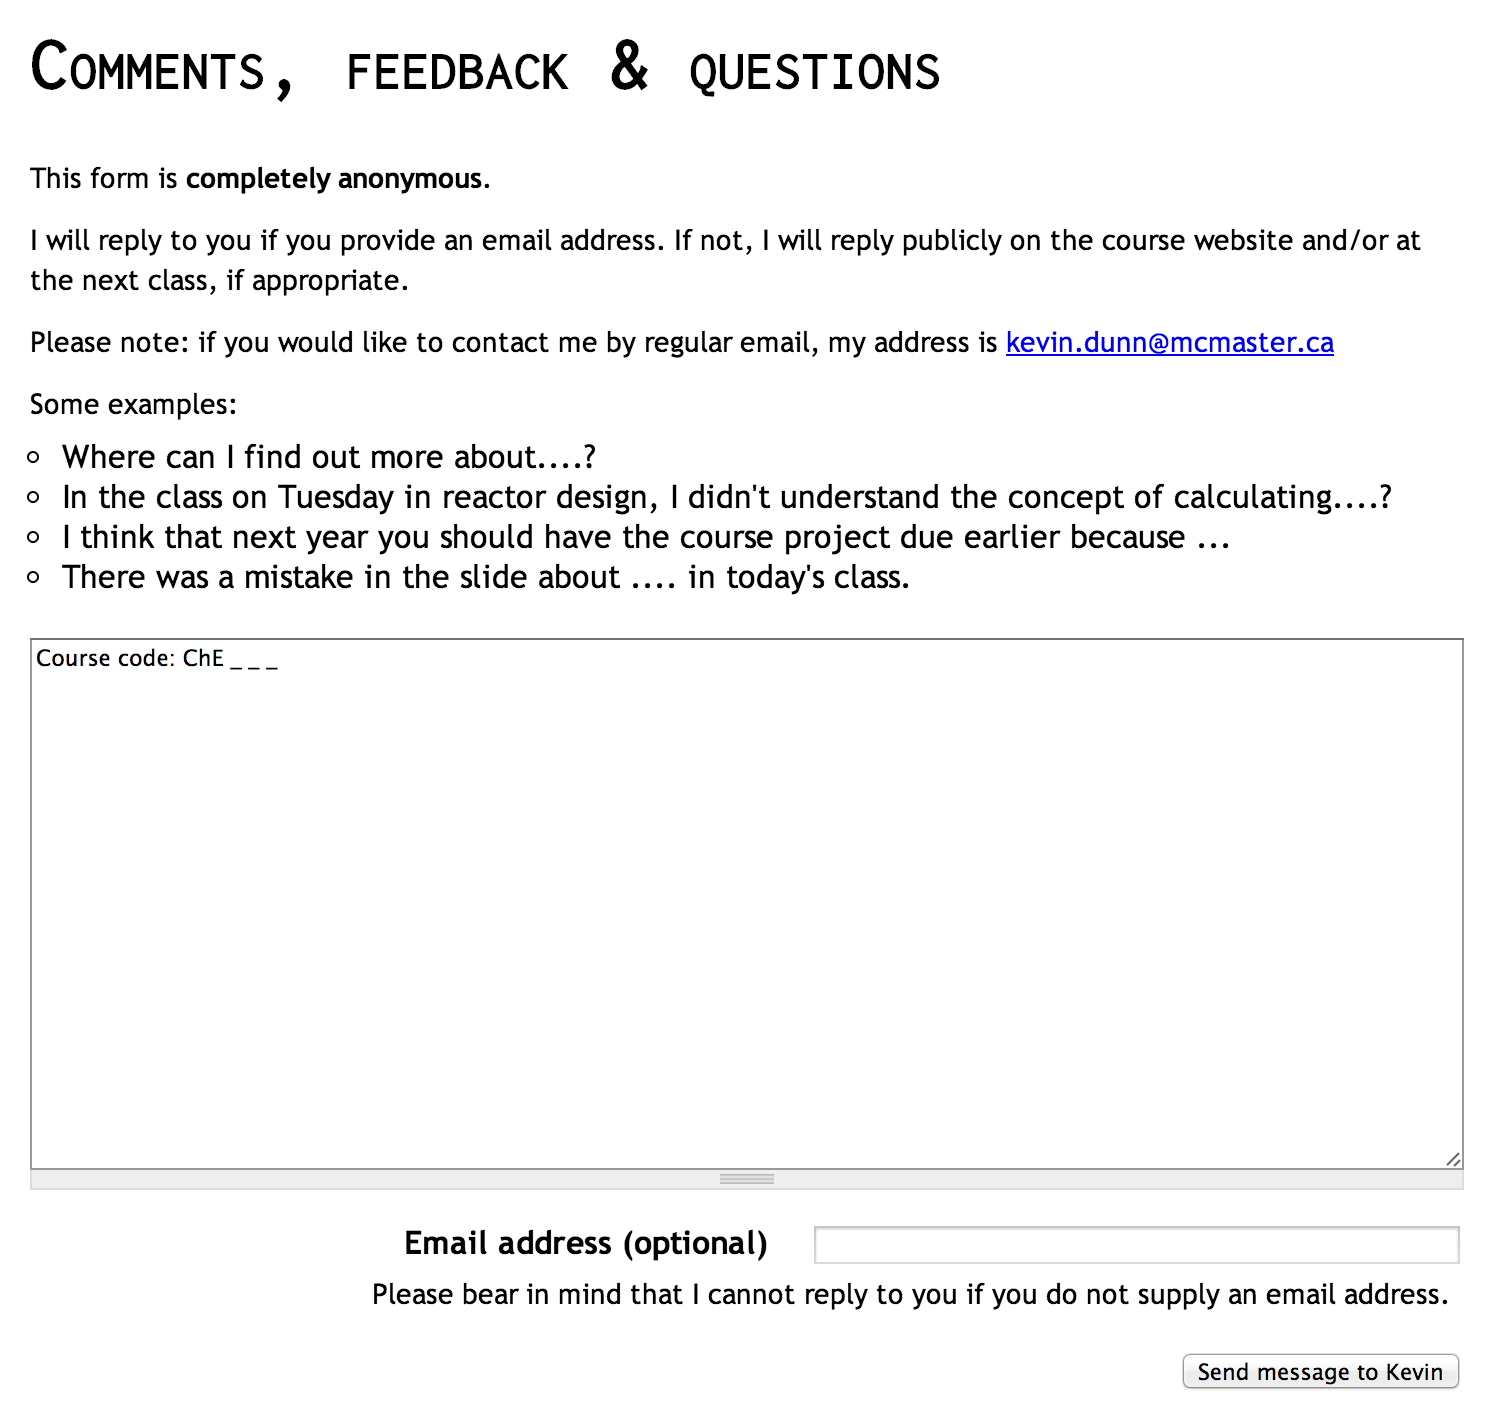 Comments, feedback & questions
This form is completely anonymous.
I will reply to you if you provide an email address. If not, I will reply publicly on the course website and/or at
the next class, if appropriate.
Please note: if you would like to contact me by regular email, my address is kevin.dunn@mcmaster.ca
Some examples:
Where can I find out more about....?
In the class on Tuesday in reactor design, I didn't understand the concept of calculating....?
I think that next year you should have the course project due earlier because ...
There was a mistake in the slide about .... in today's class.
Course code: ChE _ _ _
Email address (optional)
Please bear in mind that I cannot reply to you if you do not supply an email address.
Send message to Kevin